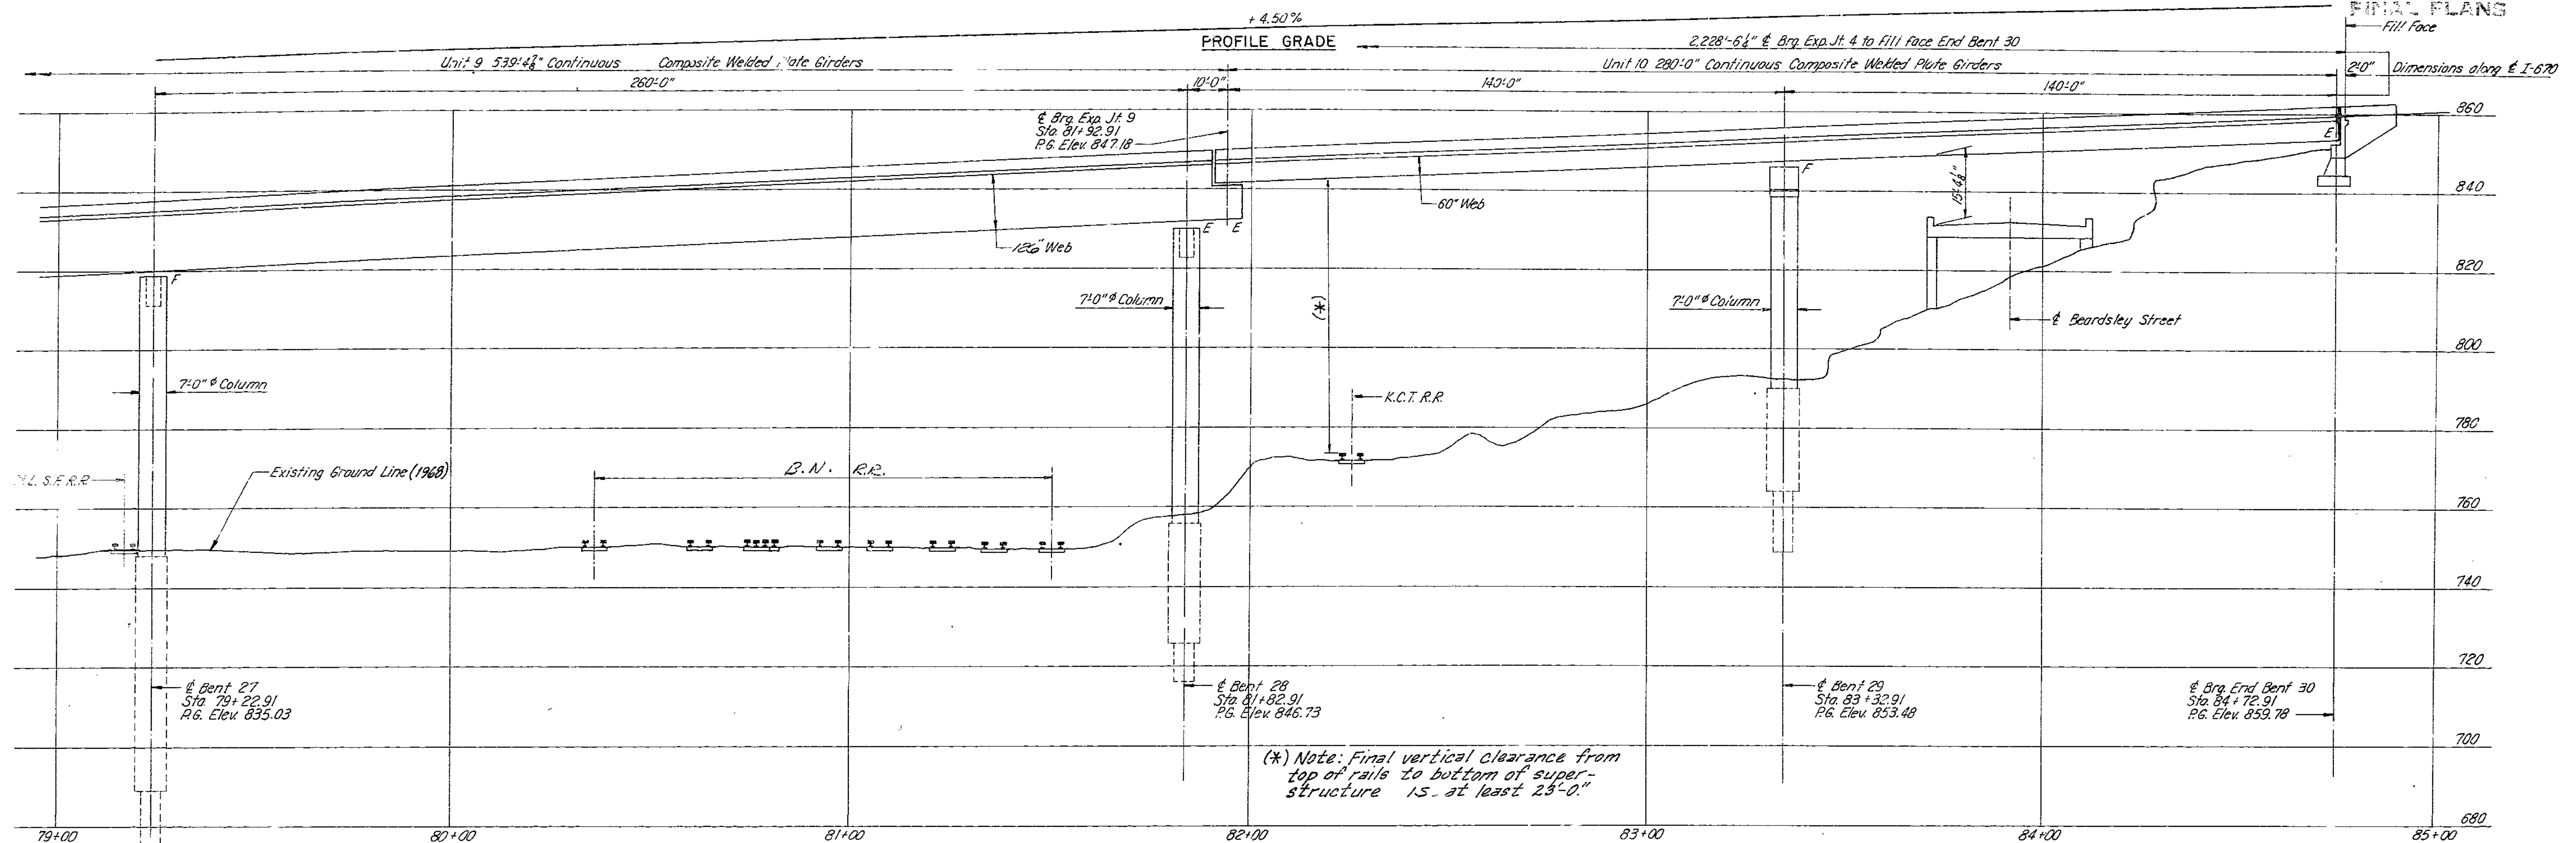 FINAL PLANS
+ 4.50%
PROFILE GRADE
2,228'-6¼" ℄ Brg. Exp. Jt. 4 to Fill Face End Bent 30
Fill Face
Unit 9 539'-4⅞" Continuous Composite Welded Plate Girders
Unit 10 280'-0" Continuous Composite Welded Plate Girders
2'-0"
Dimensions along ℄ I-670
260'-0"
10'-0"
140'-0"
140'-0"
℄ Brg. Exp. Jt. 9
Sta. 81+92.91
P.G. Elev. 847.18
860
E
F
15'-4⅛"
840
60" Web
E E
126" Web
F
820
7'-0" ⌀ Column
(*)
7'-0" ⌀ Column
℄ Beardsley Street
800
7'-0" ⌀ Column
K.C.T. R.R.
780
S.F. R.R.
Existing Ground Line (1968)
B.N. R.R.
760
740
720
℄ Bent 27
Sta. 79+22.91
P.G. Elev. 835.03
℄ Bent 28
Sta. 81+82.91
P.G. Elev. 846.73
℄ Bent 29
Sta. 83+32.91
P.G. Elev. 853.48
℄ Brg. End Bent 30
Sta. 84+72.91
P.G. Elev. 859.78
700
(*) Note: Final vertical clearance from
top of rails to bottom of super-
structure is at least 23'-0."
680
79+00 80+00 81+00 82+00 83+00 84+00 85+00